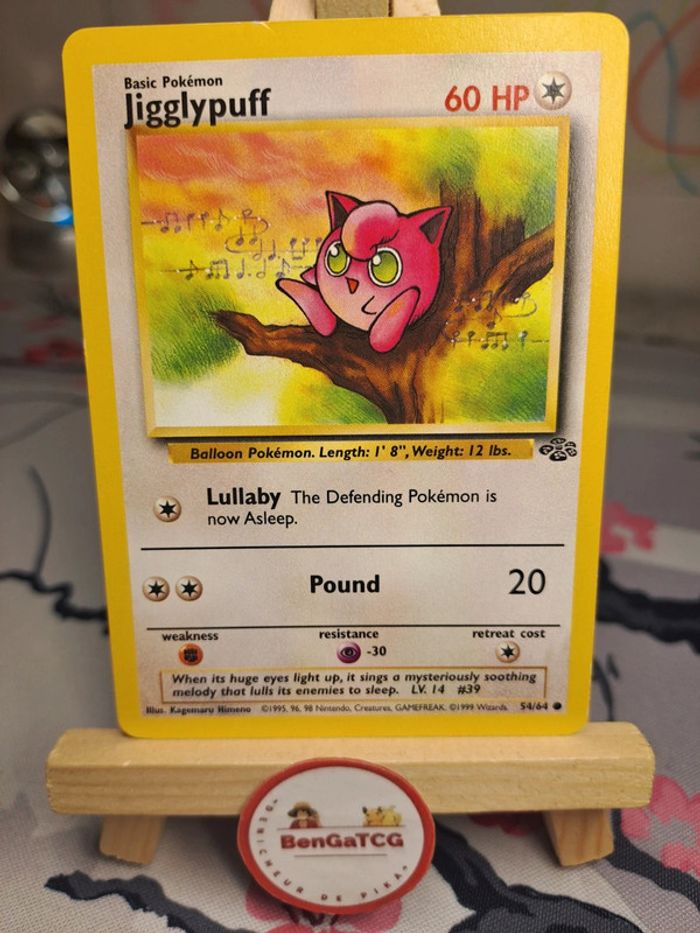 Basic Pokémon
Jigglypuff
60 HP
Balloon Pokémon. Length: 1' 8", Weight: 12 lbs.
Lullaby The Defending Pokémon is
now Asleep.
Pound 20
weakness resistance retreat cost
-30
When its huge eyes light up, it sings a mysteriously soothing
melody that lulls its enemies to sleep. LV. 14 #39
Illus. Kagemaru Himeno ©1995, 96, 98 Nintendo, Creatures, GAMEFREAK. ©1999 Wizards. 54/64
BenGaTCG
"DENICHEUR DE PIKA"